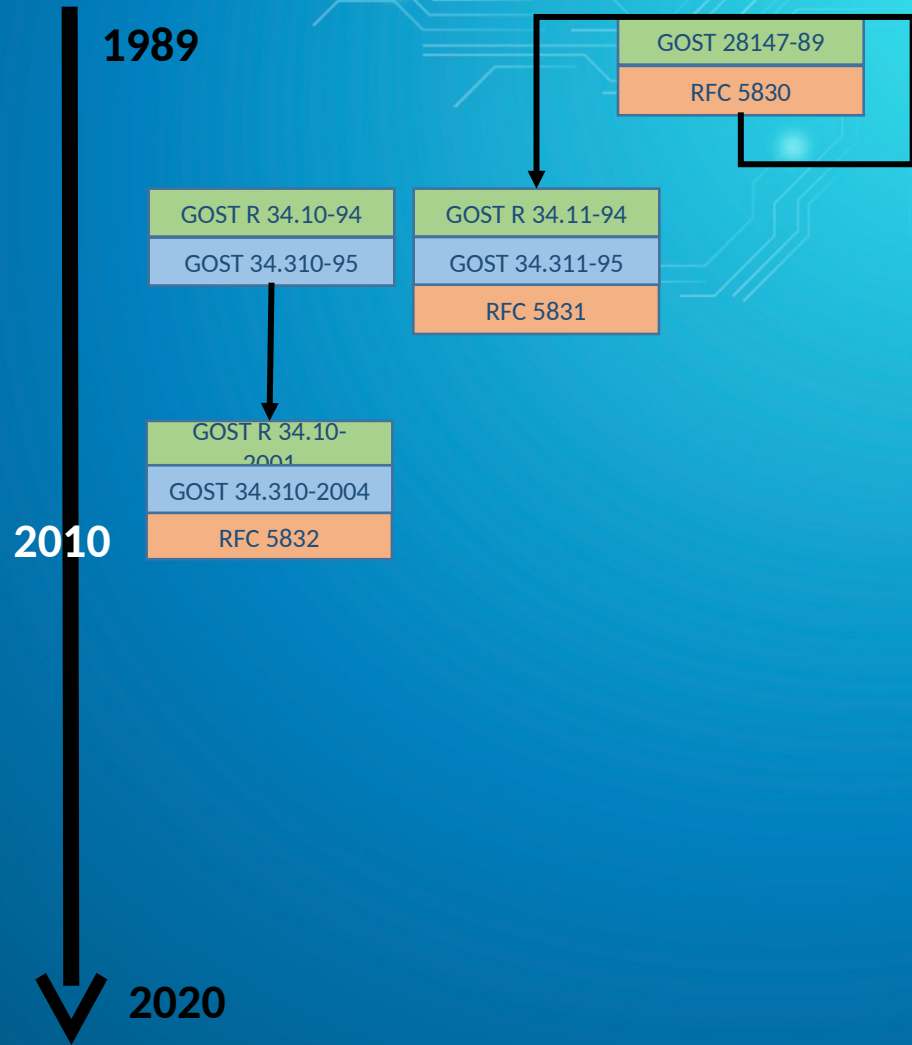 1989
GOST 28147-89
RFC 5830
GOST R 34.10-94
GOST 34.310-95
GOST R 34.11-94
GOST 34.311-95
RFC 5831
GOST R 34.10-
2001
GOST 34.310-2004
RFC 5832
2010
2020